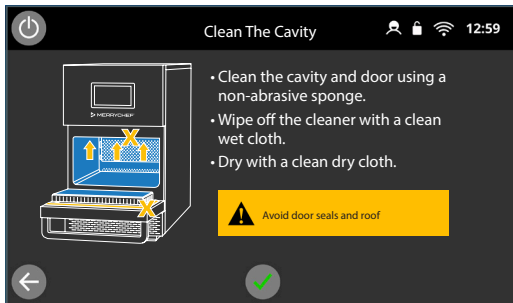 Clean The Cavity
12:59
MERRYCHEF
• Clean the cavity and door using a
non-abrasive sponge.
• Wipe off the cleaner with a clean
wet cloth.
• Dry with a clean dry cloth.
Avoid door seals and roof